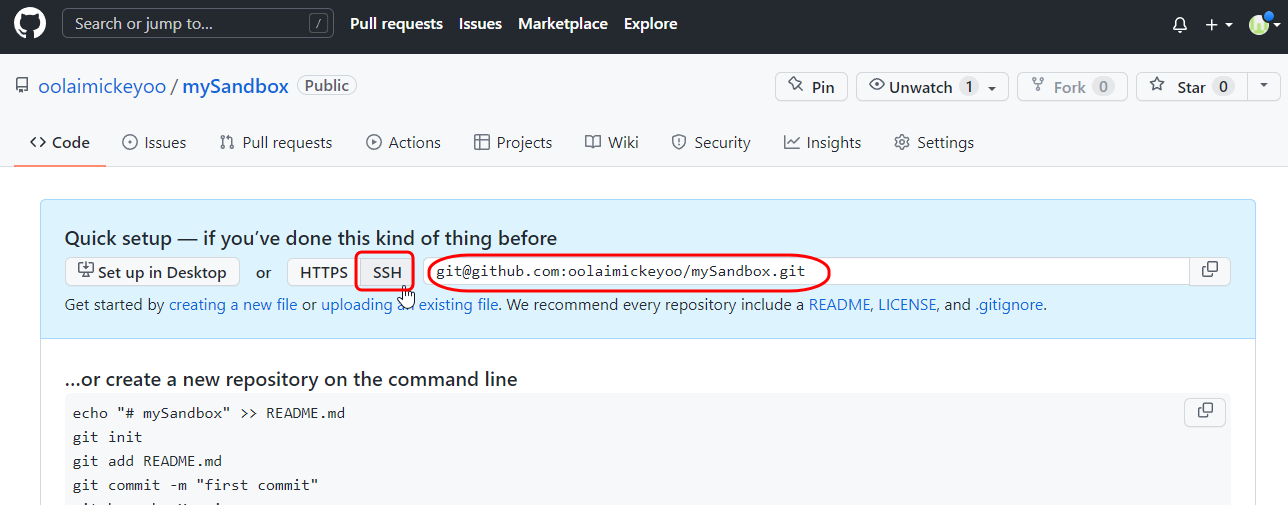 Search or jump to... / Pull requests Issues Marketplace Explore
oolaimickeyoo / mySandbox Public Pin Unwatch 1 Fork 0 Star 0
Code Issues Pull requests Actions Projects Wiki Security Insights Settings
Quick setup — if you’ve done this kind of thing before
Set up in Desktop or HTTPS SSH git@github.com:oolaimickeyoo/mySandbox.git
Get started by creating a new file or uploading an existing file. We recommend every repository include a README, LICENSE, and .gitignore.
…or create a new repository on the command line
echo "# mySandbox" >> README.md
git init
git add README.md
git commit -m "first commit"